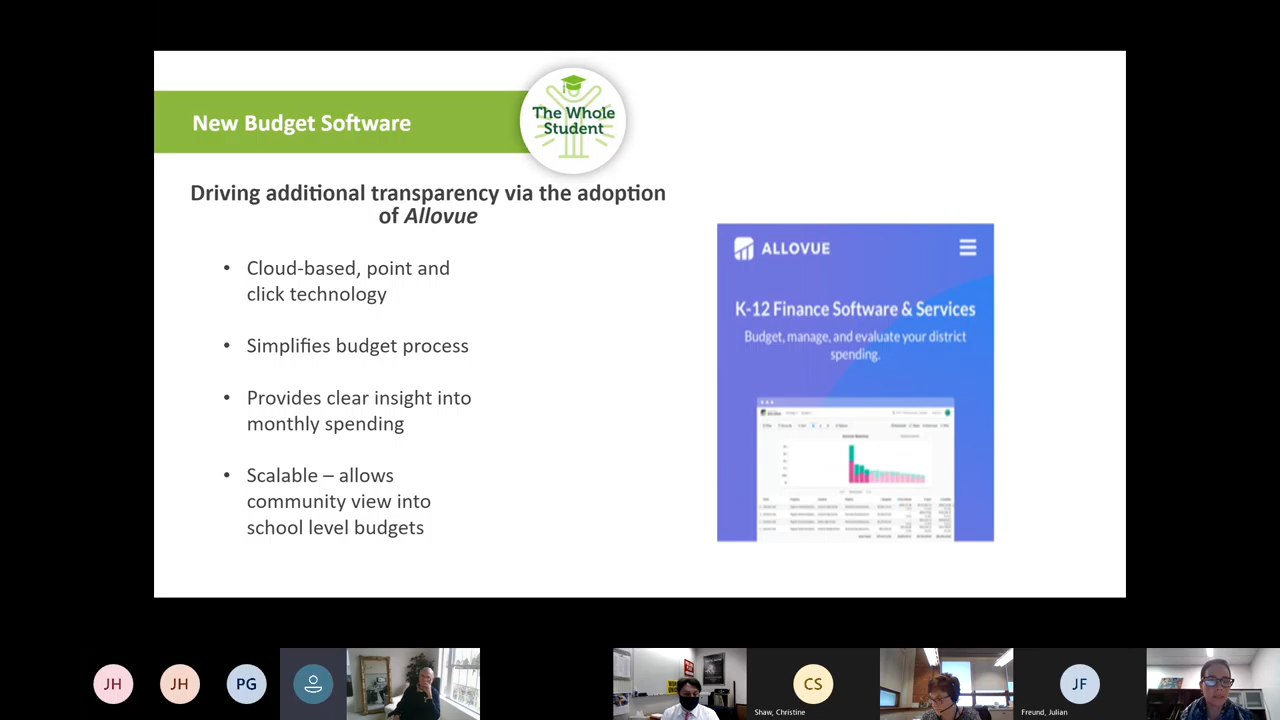 New Budget Software
The Whole
Student
Driving additional transparency via the adoption
of Allovue
• Cloud-based, point and
click technology
• Simplifies budget process
• Provides clear insight into
monthly spending
• Scalable – allows
community view into
school level budgets
ALLOVUE
K-12 Finance Software & Services
Budget, manage, and evaluate your district
spending.
JH
JH
PG
CS
Shaw, Christine
JF
Freund, Julian